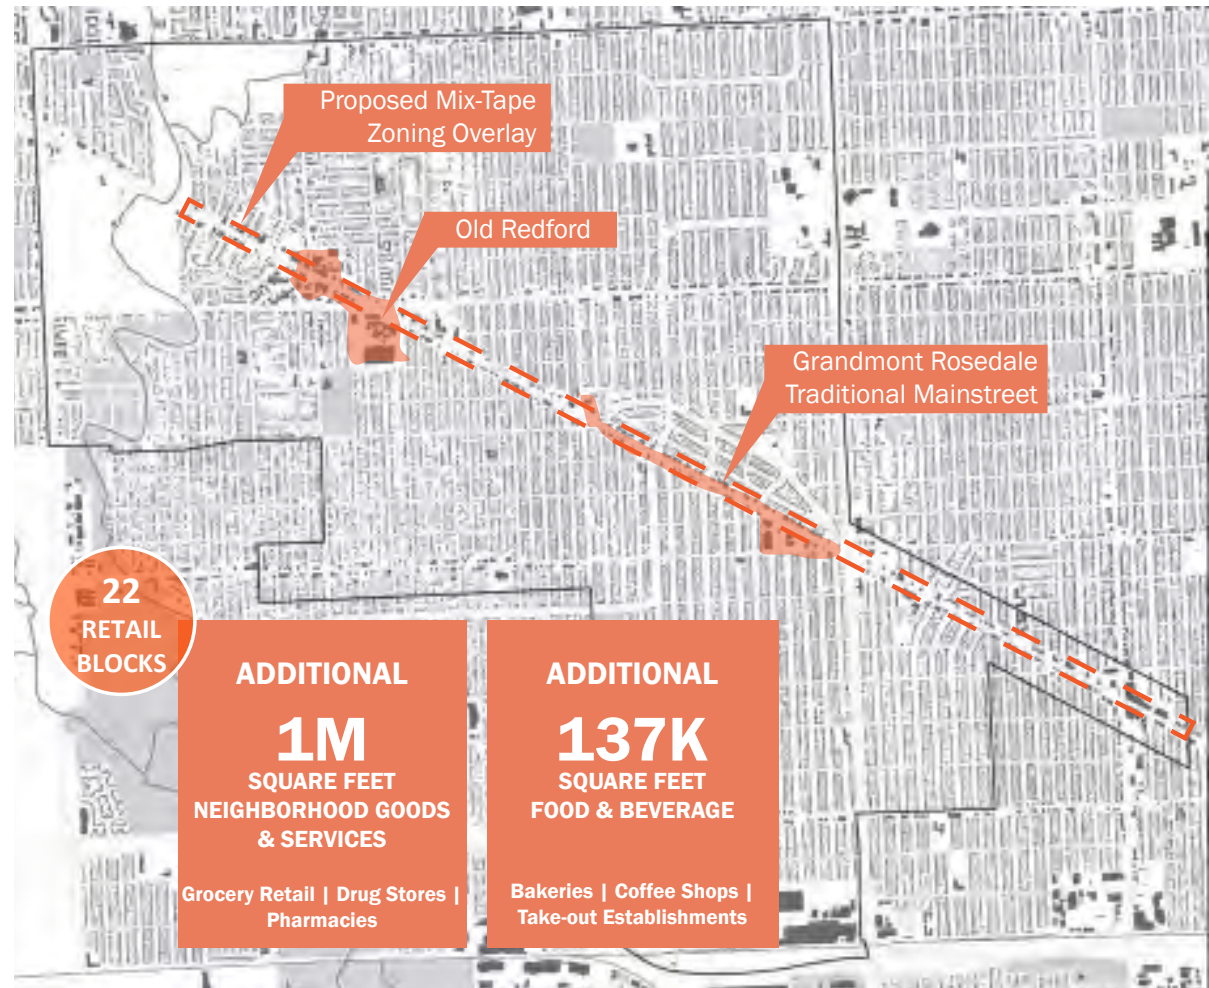 Proposed Mix-Tape
Zoning Overlay
Old Redford
Grandmont Rosedale
Traditional Mainstreet
22
RETAIL
BLOCKS
ADDITIONAL
1M
SQUARE FEET
NEIGHBORHOOD GOODS
& SERVICES
Grocery Retail | Drug Stores |
Pharmacies
ADDITIONAL
137K
SQUARE FEET
FOOD & BEVERAGE
Bakeries | Coffee Shops |
Take-out Establishments